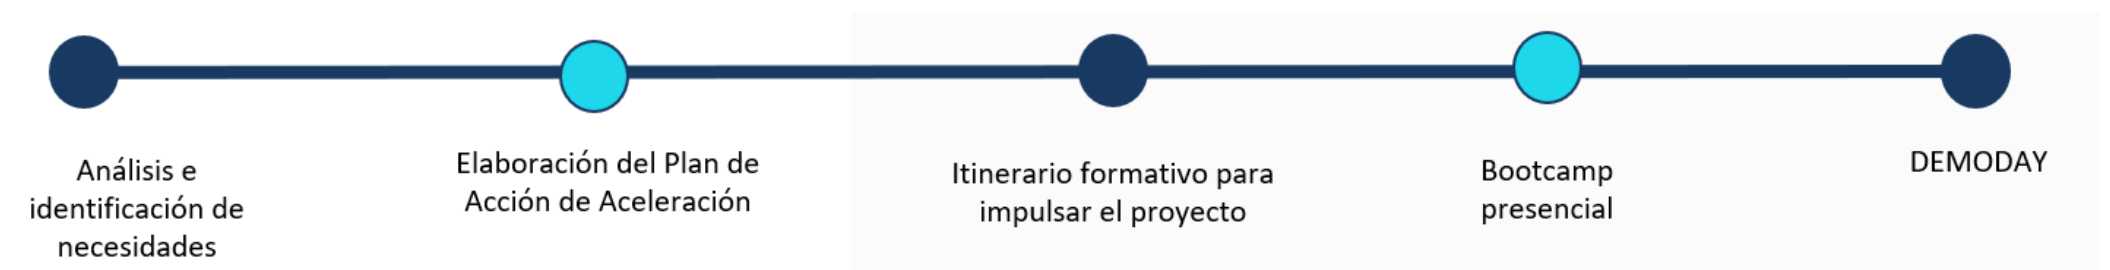 Análisis e
identificación de
necesidades
Elaboración del Plan de
Acción de Aceleración
Itinerario formativo para
impulsar el proyecto
Bootcamp
presencial
DEMODAY